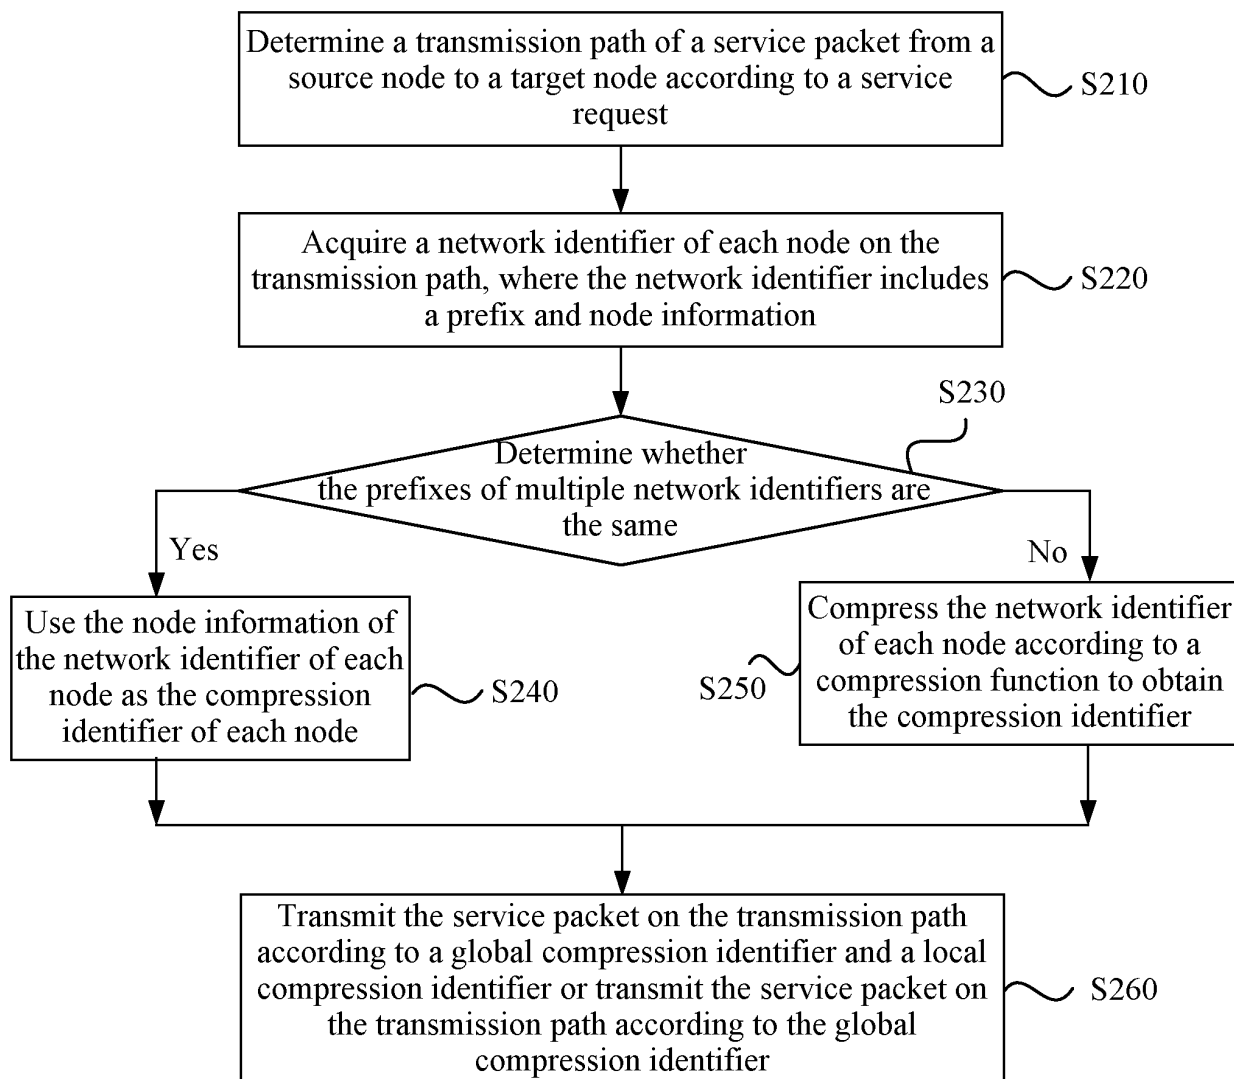 Determine a transmission path of a service packet from a
source node to a target node according to a service
request
S210
Acquire a network identifier of each node on the
transmission path, where the network identifier includes
a prefix and node information
S220
S230
Determine whether
the prefixes of multiple network identifiers are
the same
Yes
No
Use the node information of
the network identifier of each
node as the compression
identifier of each node
S240
S250
Compress the network identifier
of each node according to a
compression function to obtain
the compression identifier
Transmit the service packet on the transmission path
according to a global compression identifier and a local
compression identifier or transmit the service packet on
the transmission path according to the global
compression identifier
S260